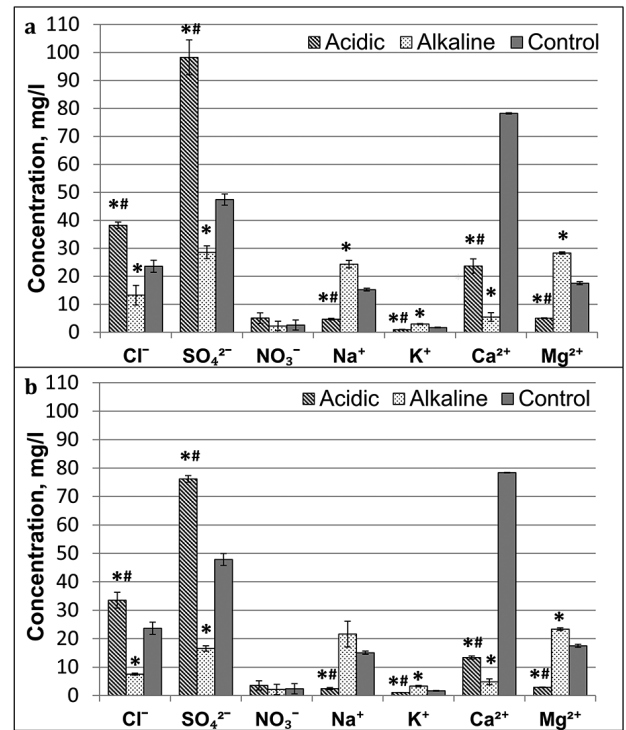 a
Acidic Alkaline Control
Concentration, mg/l
110
100
90
80
70
60
50
40
30
20
10
0
*# * *# * *# * *# * *# * *# *
Cl⁻ SO₄²⁻ NO₃⁻ Na⁺ K⁺ Ca²⁺ Mg²⁺
b
Acidic Alkaline Control
Concentration, mg/l
110
100
90
80
70
60
50
40
30
20
10
0
*# * *# * *# *# * *# * *# *
Cl⁻ SO₄²⁻ NO₃⁻ Na⁺ K⁺ Ca²⁺ Mg²⁺